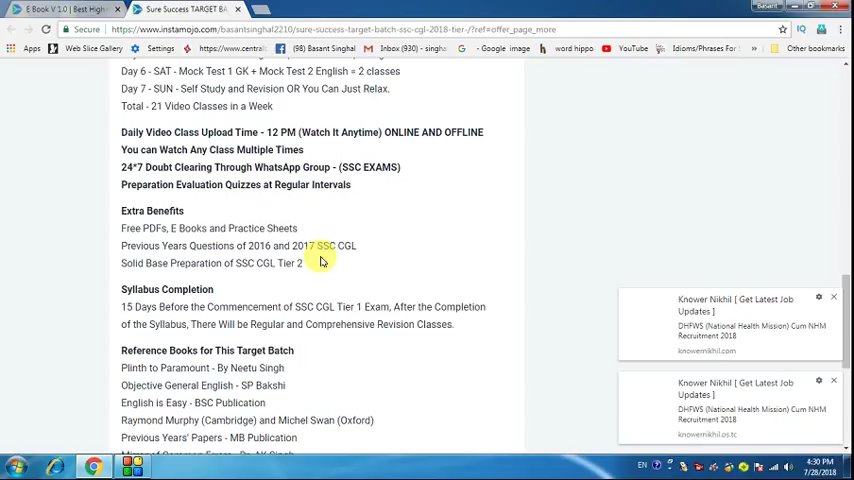 E Book V 1.0 | Best High
Sure Success TARGET BA
Basant
Secure
https://www.instamojo.com/basantsinghal2210/sure-success-target-batch-ssc-cgl-2018-tier-/?ref=offer_page_more
Apps Web Slice Gallery Settings (98) Basant Singhal Inbox (930) - singha Google image word hippo YouTube Idioms/Phrases For S
Day 6 - SAT - Mock Test 1 GK + Mock Test 2 English = 2 classes
Day 7 - SUN - Self Study and Revision OR You Can Just Relax.
Total - 21 Video Classes in a Week
Daily Video Class Upload Time - 12 PM (Watch It Anytime) ONLINE AND OFFLINE
You can Watch Any Class Multiple Times
24*7 Doubt Clearing Through WhatsApp Group - (SSC EXAMS)
Preparation Evaluation Quizzes at Regular Intervals
Extra Benefits
Free PDFs, E Books and Practice Sheets
Previous Years Questions of 2016 and 2017 SSC CGL
Solid Base Preparation of SSC CGL Tier 2
Syllabus Completion
15 Days Before the Commencement of SSC CGL Tier 1 Exam, After the Completion
of the Syllabus, There Will be Regular and Comprehensive Revision Classes.
Reference Books for This Target Batch
Plinth to Paramount - By Neetu Singh
Objective General English - SP Bakshi
English is Easy - BSC Publication
Raymond Murphy (Cambridge) and Michel Swan (Oxford)
Previous Years' Papers - MB Publication
Knower Nikhil [ Get Latest Job
Updates ]
DHFWS (National Health Mission) Cum NHM
Recruitment 2018
knowernikhil.com
Knower Nikhil [ Get Latest Job
Updates ]
DHFWS (National Health Mission) Cum NHM
Recruitment 2018
knowernikhil.os.tc
EN
4:30 PM
7/28/2018